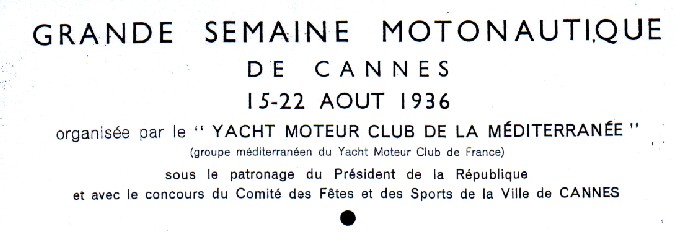 GRANDE SEMAINE MOTONAUTIQUE
DE CANNES
15-22 AOUT 1936
organisée par le " YACHT MOTEUR CLUB DE LA MÉDITERRANÉE "
(groupe méditerranéen du Yacht Moteur Club de France)
sous le patronage du Président de la République
et avec le concours du Comité des Fêtes et des Sports de la Ville de CANNES